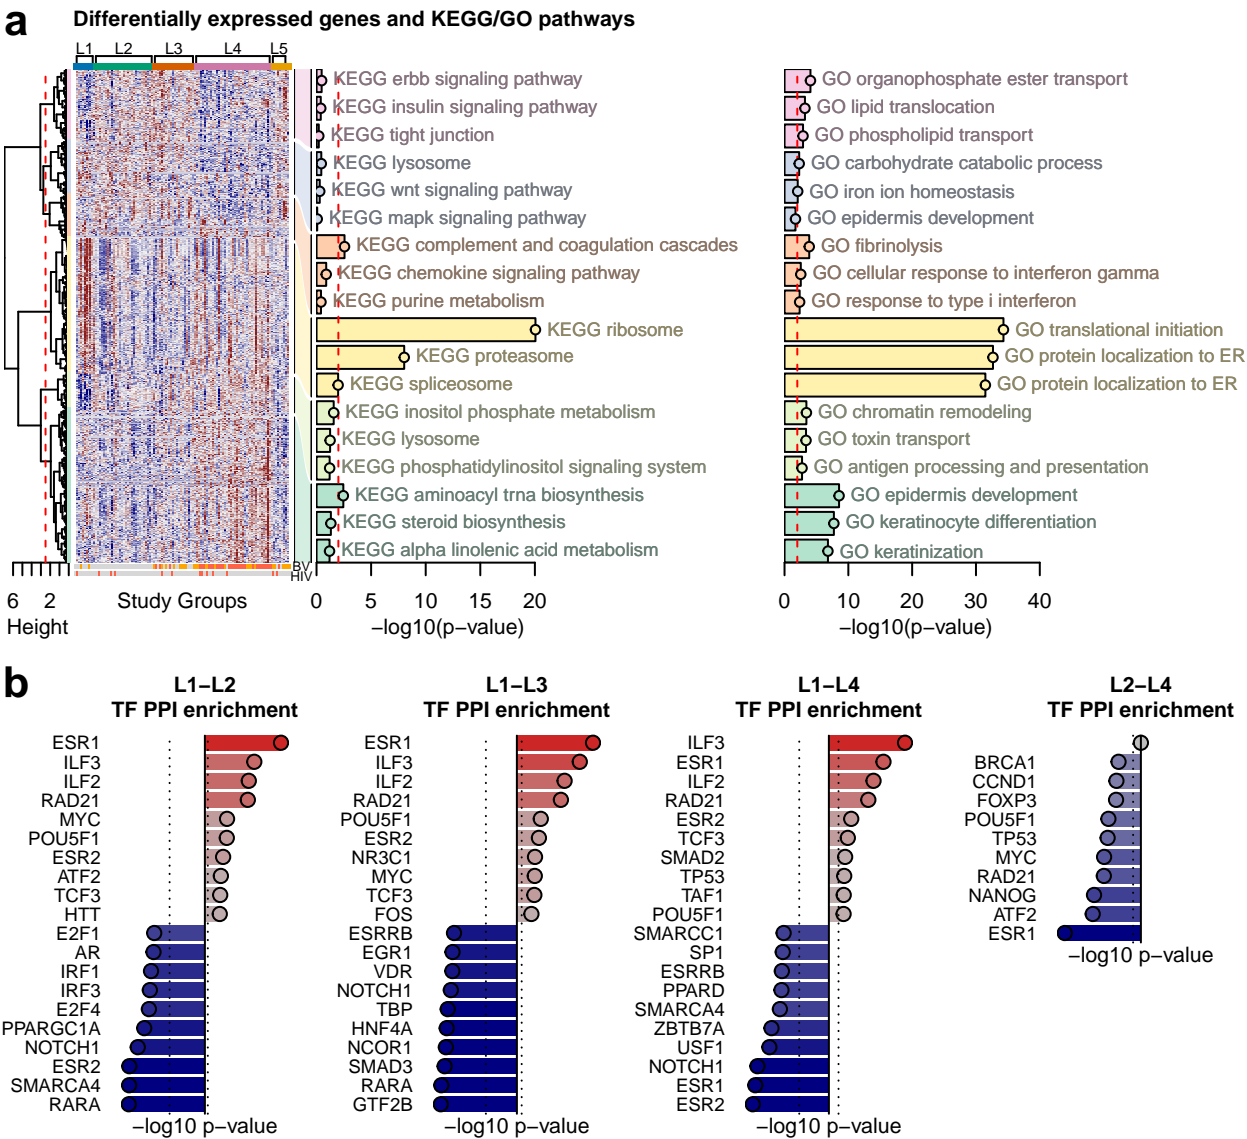 a
Differentially expressed genes and KEGG/GO pathways
L1 L2 L3 L4 L5
KEGG erbb signaling pathway
KEGG insulin signaling pathway
KEGG tight junction
KEGG lysosome
KEGG wnt signaling pathway
KEGG mapk signaling pathway
KEGG complement and coagulation cascades
KEGG chemokine signaling pathway
KEGG purine metabolism
KEGG ribosome
KEGG proteasome
KEGG spliceosome
KEGG inositol phosphate metabolism
KEGG lysosome
KEGG phosphatidylinositol signaling system
KEGG aminoacyl trna biosynthesis
KEGG steroid biosynthesis
KEGG alpha linolenic acid metabolism
GO organophosphate ester transport
GO lipid translocation
GO phospholipid transport
GO carbohydrate catabolic process
GO iron ion homeostasis
GO epidermis development
GO fibrinolysis
GO cellular response to interferon gamma
GO response to type i interferon
GO translational initiation
GO protein localization to ER
GO protein localization to ER
GO chromatin remodeling
GO toxin transport
GO antigen processing and presentation
GO epidermis development
GO keratinocyte differentiation
GO keratinization
BV
HIV
6 2
Height
Study Groups
0 5 10 15 20
−log10(p−value)
0 10 20 30 40
−log10(p−value)
b
L1−L2
TF PPI enrichment
ESR1
ILF3
ILF2
RAD21
MYC
POU5F1
ESR2
ATF2
TCF3
HTT
E2F1
AR
IRF1
IRF3
E2F4
PPARGC1A
NOTCH1
ESR2
SMARCA4
RARA
−log10 p−value
L1−L3
TF PPI enrichment
ESR1
ILF3
ILF2
RAD21
POU5F1
ESR2
NR3C1
MYC
TCF3
FOS
ESRRB
EGR1
VDR
NOTCH1
TBP
HNF4A
NCOR1
SMAD3
RARA
GTF2B
−log10 p−value
L1−L4
TF PPI enrichment
ILF3
ESR1
ILF2
RAD21
ESR2
TCF3
SMAD2
TP53
TAF1
POU5F1
SMARCC1
SP1
ESRRB
PPARD
SMARCA4
ZBTB7A
USF1
NOTCH1
ESR1
ESR2
−log10 p−value
L2−L4
TF PPI enrichment
BRCA1
CCND1
FOXP3
POU5F1
TP53
MYC
RAD21
NANOG
ATF2
ESR1
−log10 p−value